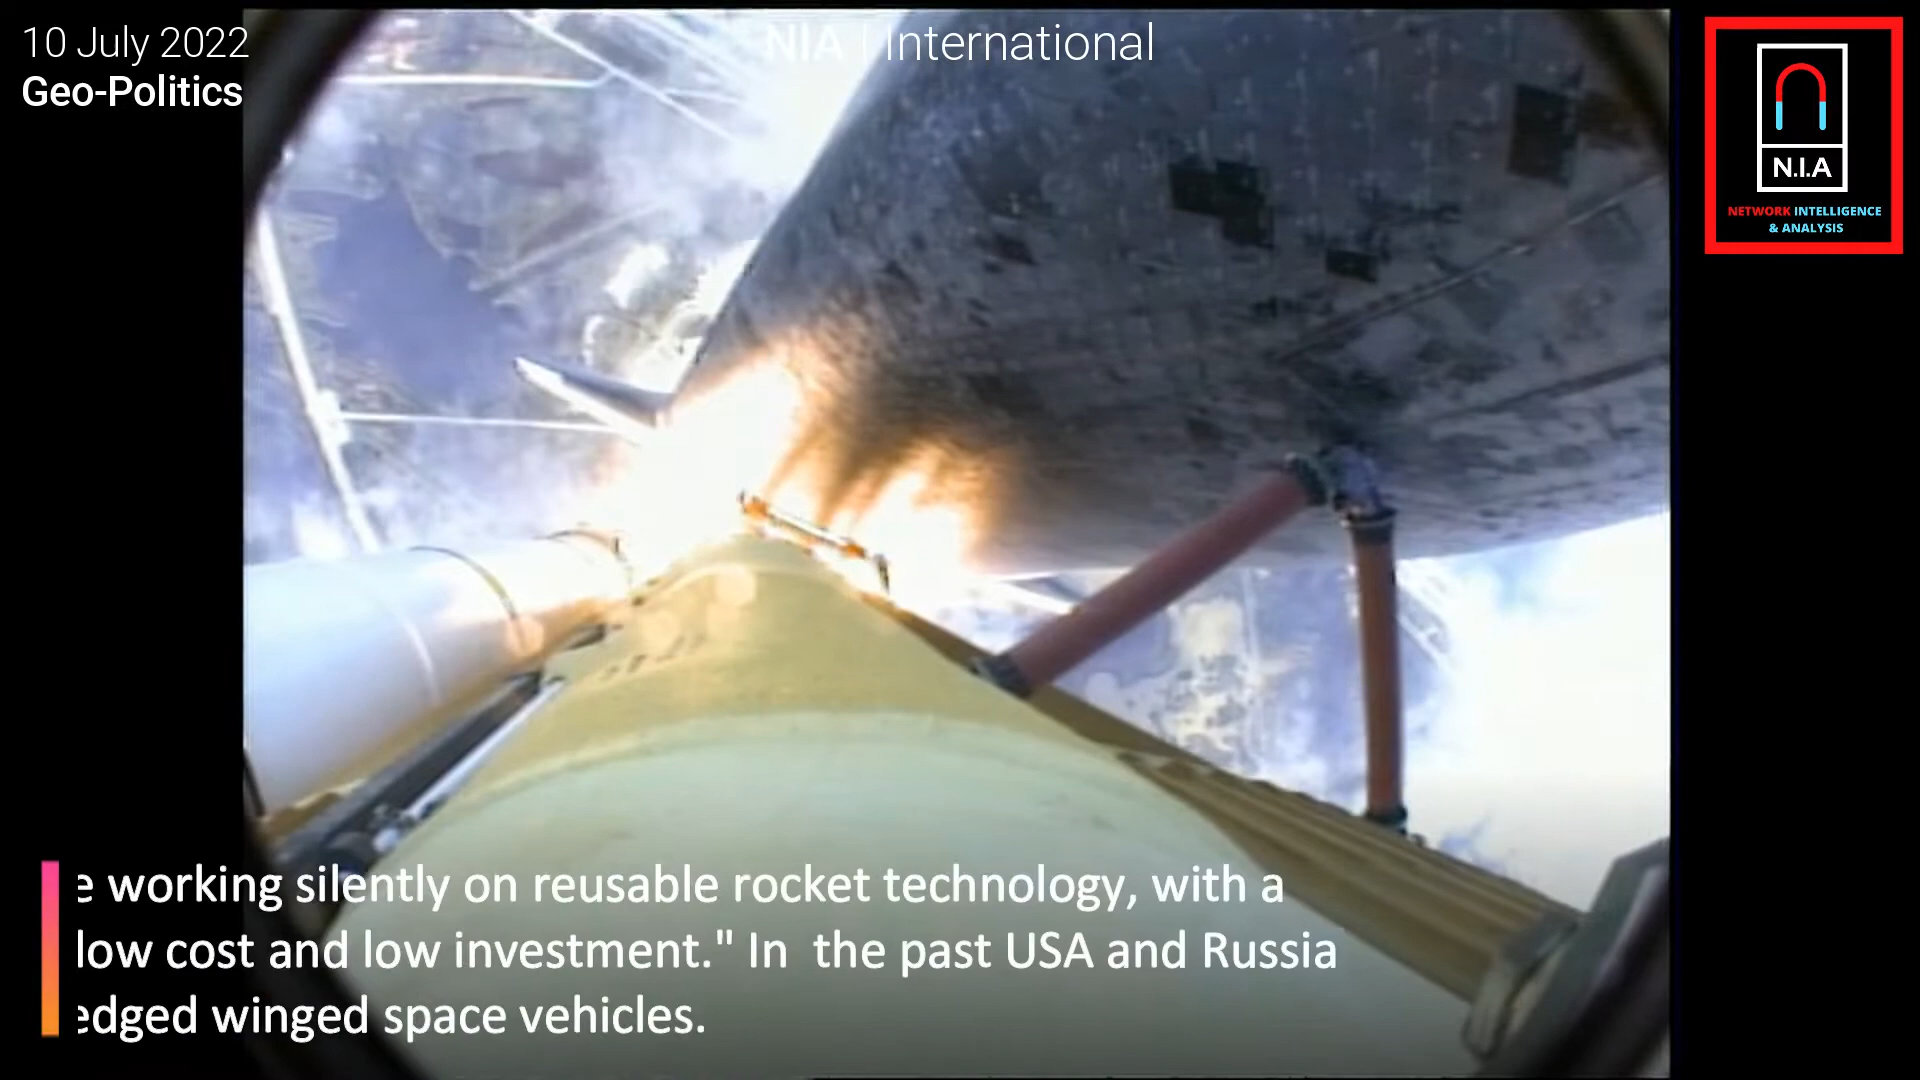 10 July 2022
Geo-Politics
NIA | International
N.I.A
NETWORK INTELLIGENCE
& ANALYSIS
working silently on reusable rocket technology, with a
low cost and low investment." In the past USA and Russia
winged space vehicles.